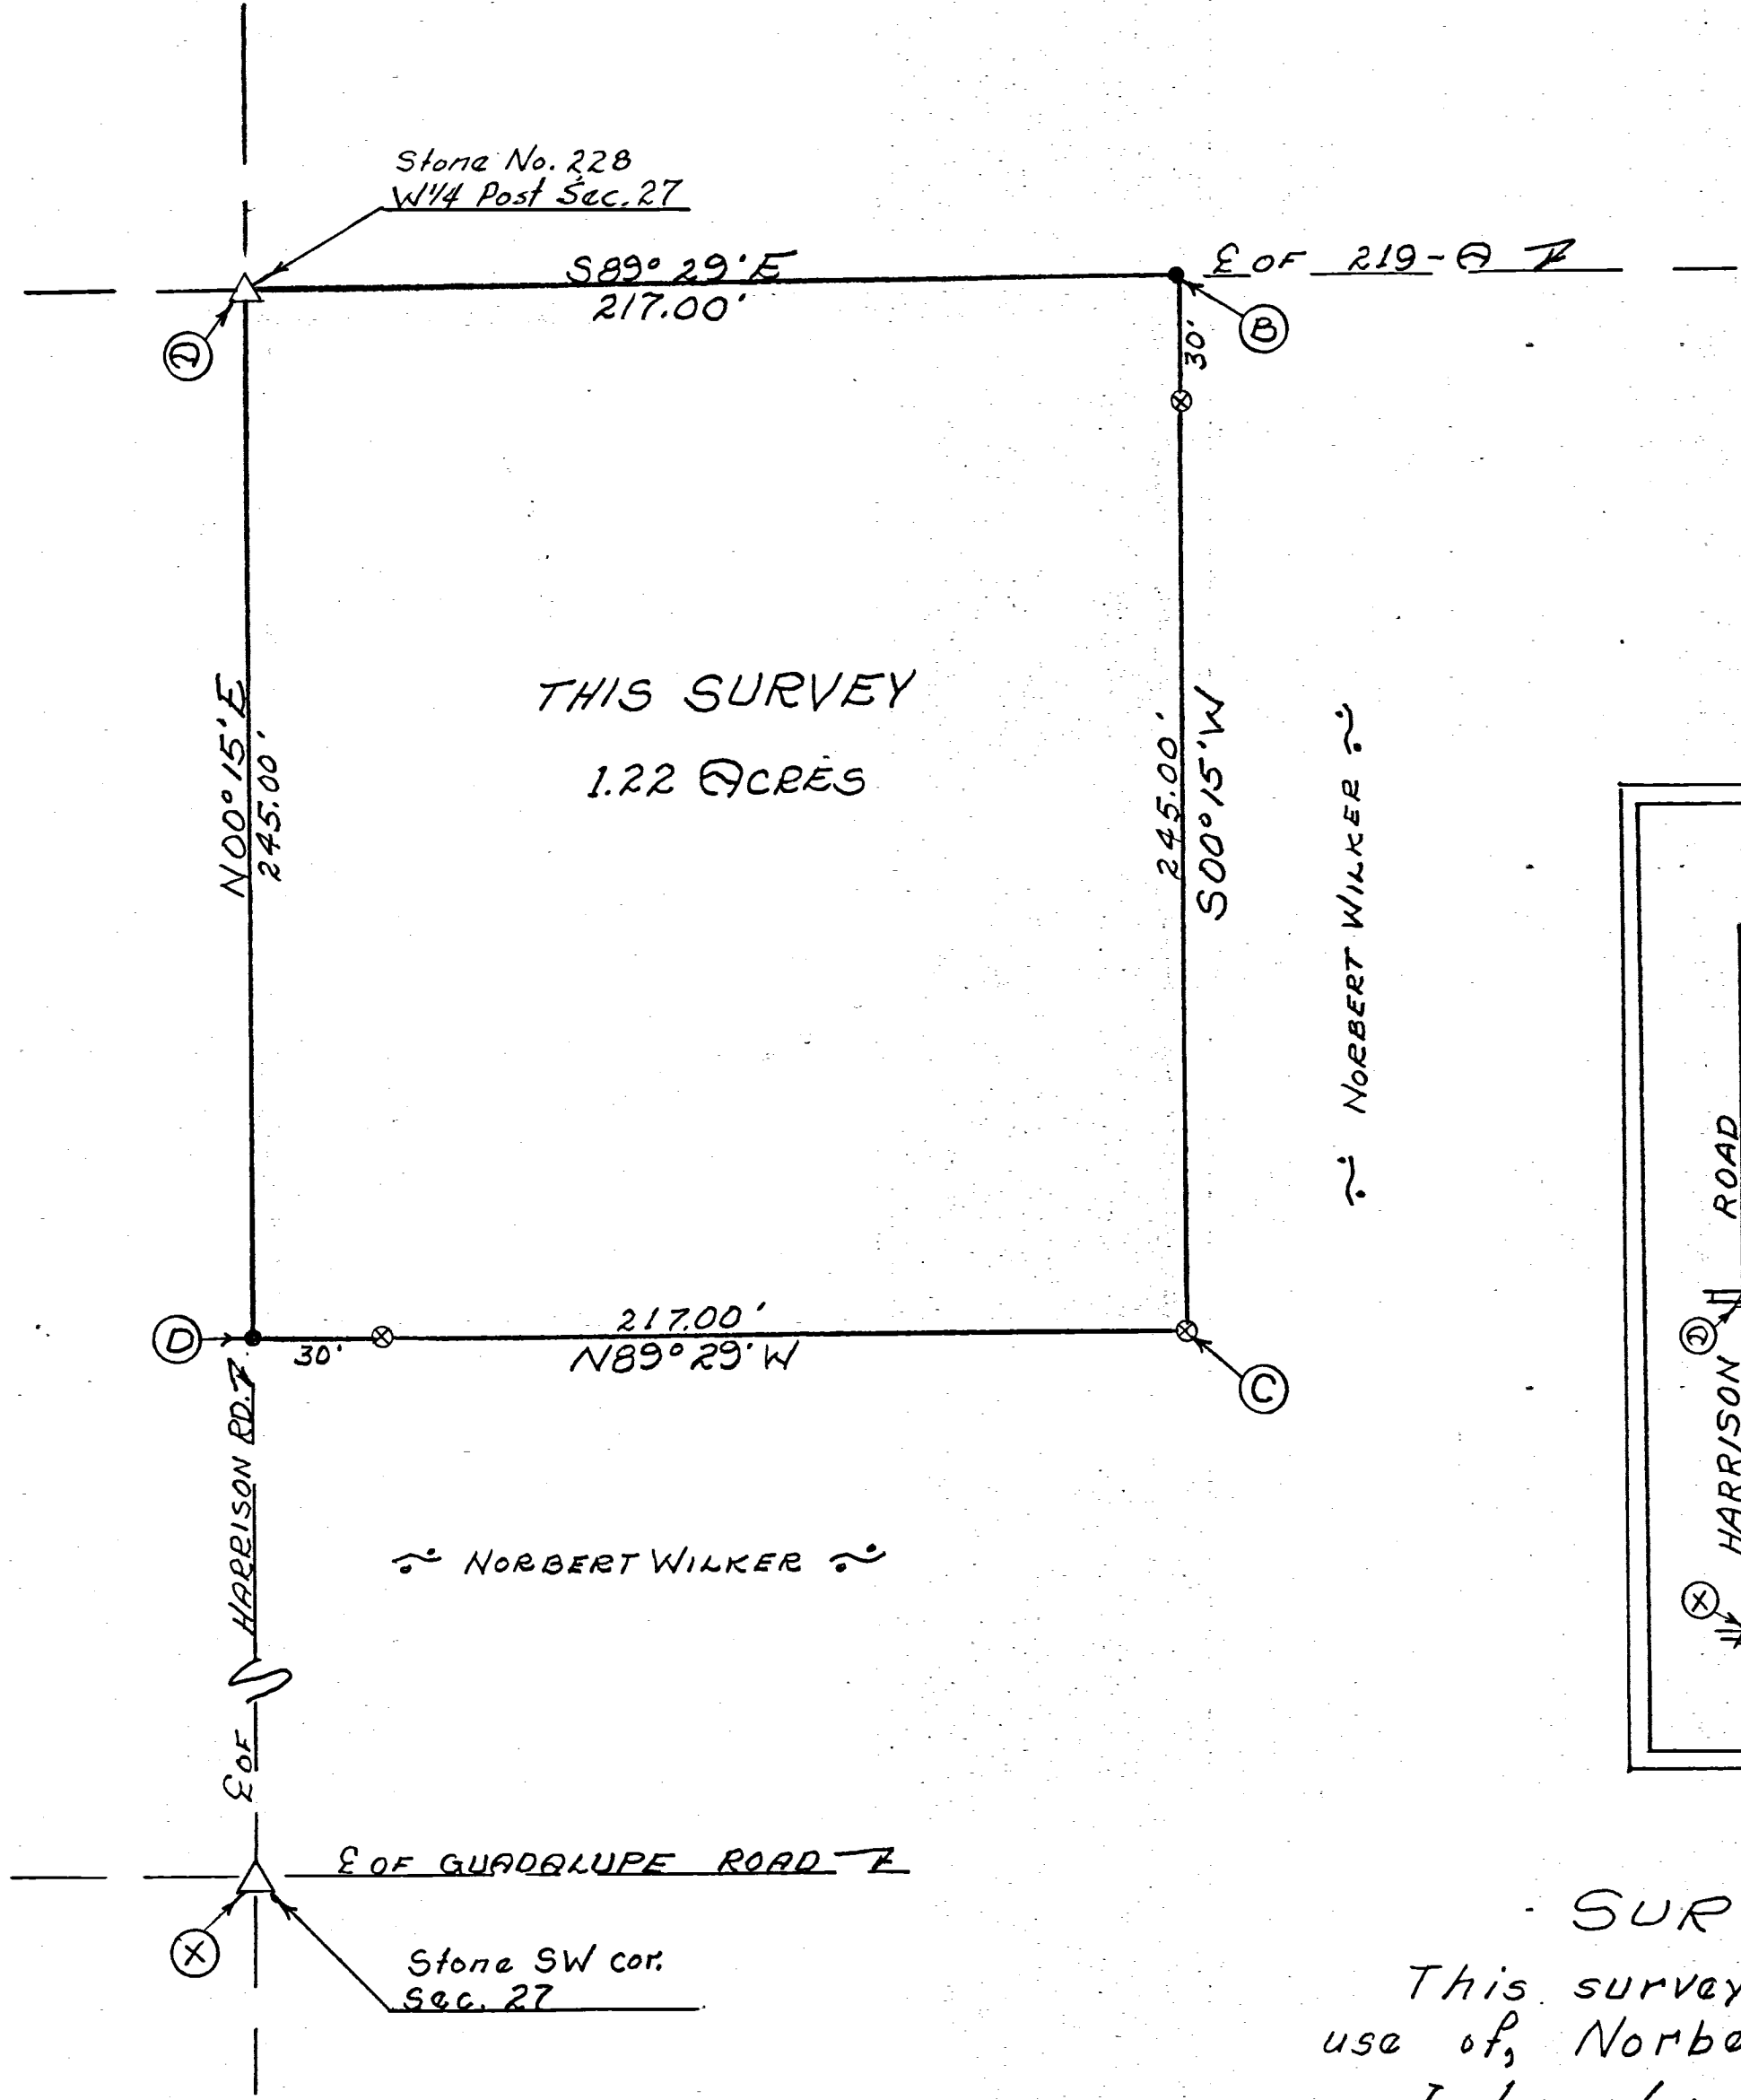 Stone No. 228
W1/4 Post Sec. 27
S89° 29' E
217.00'
℄ OF 219-A
A
B
30'
THIS SURVEY
1.22 ACRES
N00° 15' E
245.00'
245.00'
S00° 15' W
NORBERT WILKER
D
30'
217.00'
N89° 29' W
C
℄ OF HARRISON RD.
NORBERT WILKER
HARRISON ROAD
A
X
℄ OF GUADALUPE ROAD
X
Stone SW cor.
Sec. 27
SUR
This survey
use of, Norbe